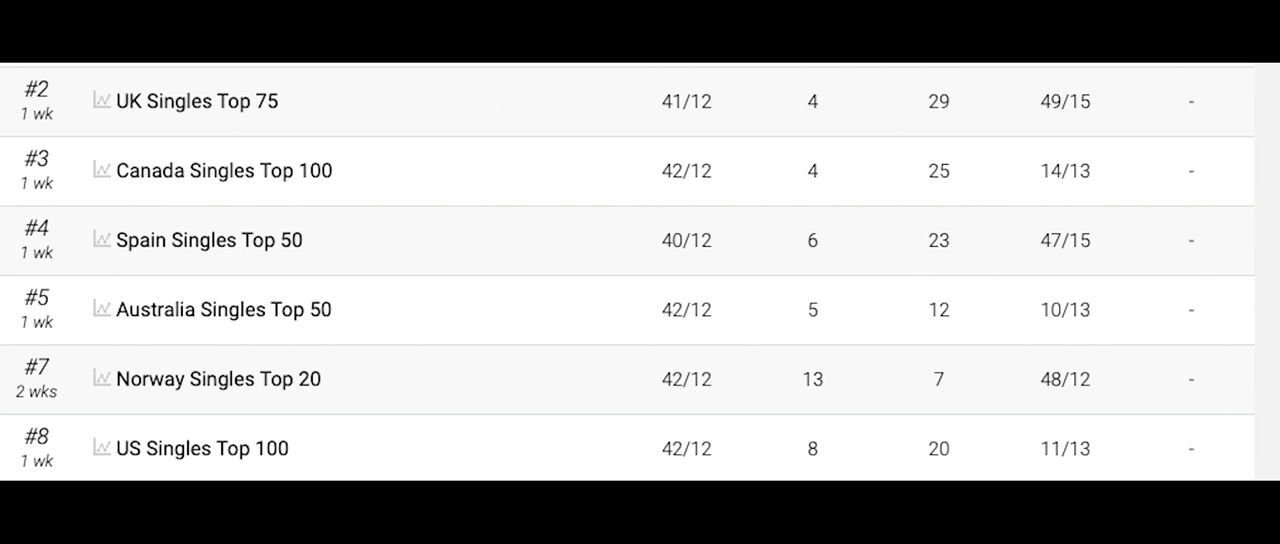 #2 UK Singles Top 75 41/12 4 29 49/15 -
1 wk
#3 Canada Singles Top 100 42/12 4 25 14/13 -
1 wk
#4 Spain Singles Top 50 40/12 6 23 47/15 -
1 wk
#5 Australia Singles Top 50 42/12 5 12 10/13 -
1 wk
#7 Norway Singles Top 20 42/12 13 7 48/12 -
2 wks
#8 US Singles Top 100 42/12 8 20 11/13 -
1 wk